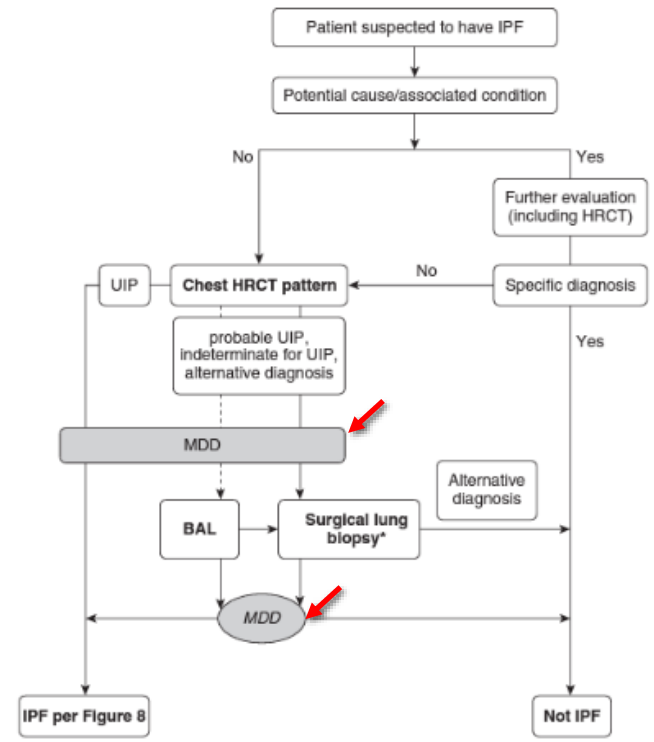 Patient suspected to have IPF
Potential cause/associated condition
No
Yes
Further evaluation
(including HRCT)
UIP
Chest HRCT pattern
No
Specific diagnosis
probable UIP,
indeterminate for UIP,
alternative diagnosis
Yes
MDD
Alternative
diagnosis
BAL
Surgical lung
biopsy*
MDD
IPF per Figure 8
Not IPF